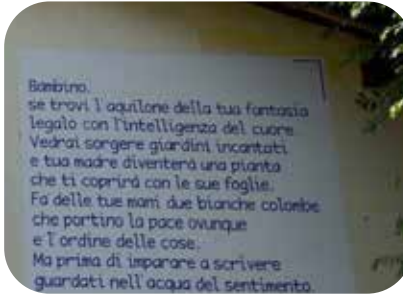 Bambino,
se trovi l'aquilone della tua fantasia
legalo con l'intelligenza del cuore.
Vedrai sorgere giardini incantati
e tua madre diventerà una pianta
che ti coprirà con le sue foglie.
Fa delle tue mani due bianche colombe
che portino la pace ovunque
e l'ordine delle cose.
Ma prima di imparare a scrivere
guardati nell'acqua del sentimento.